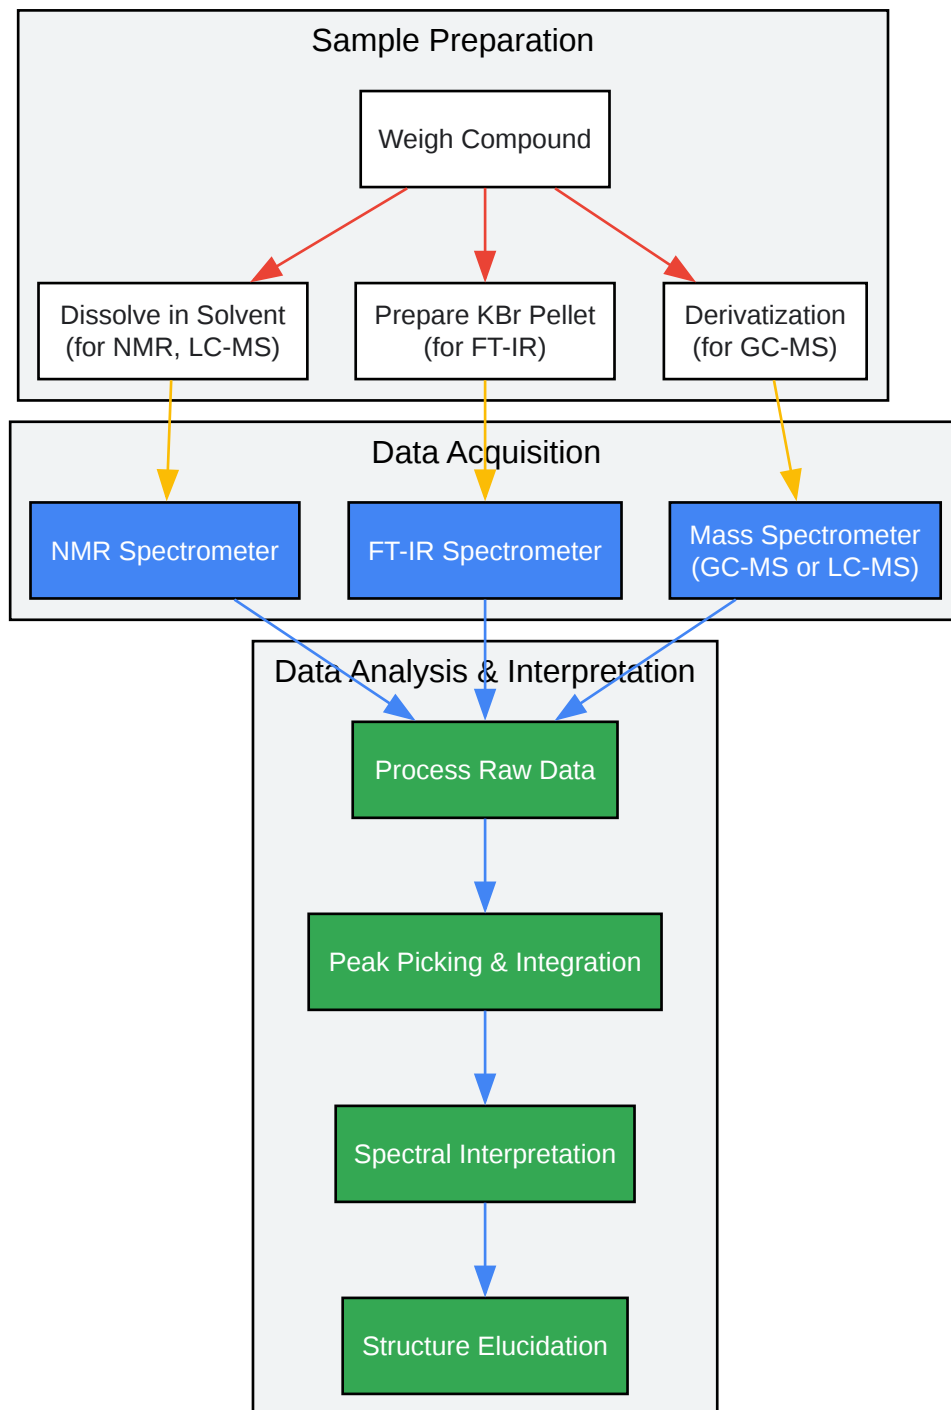 Sample Preparation
Weigh Compound
Dissolve in Solvent
(for NMR, LC-MS)
Prepare KBr Pellet
(for FT-IR)
Derivatization
(for GC-MS)
Data Acquisition
NMR Spectrometer
FT-IR Spectrometer
Mass Spectrometer
(GC-MS or LC-MS)
Data Analysis & Interpretation
Process Raw Data
Peak Picking & Integration
Spectral Interpretation
Structure Elucidation